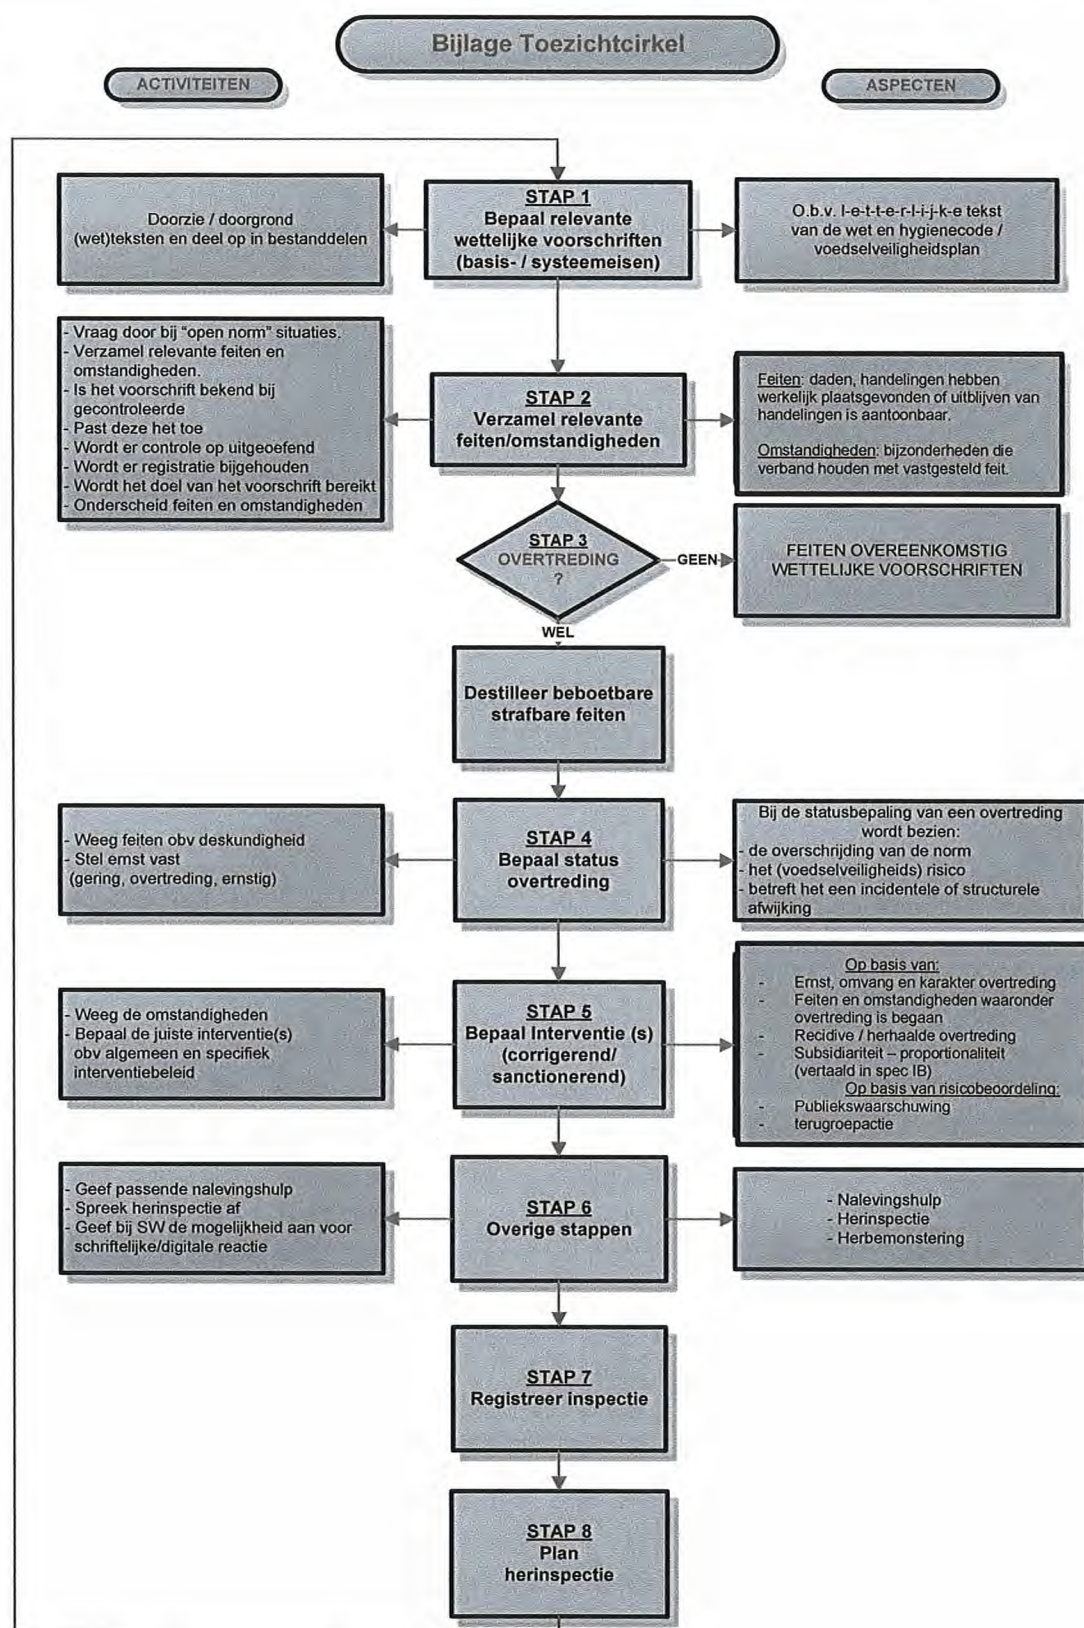 Bijlage Toezichtcirkel
ACTIVITEITEN
ASPECTEN
Doorzie / doorgrond
(wet)teksten en deel op in bestanddelen
STAP 1
Bepaal relevante
wettelijke voorschriften
(basis- / systeemeisen)
O.b.v. l-e-t-t-e-r-l-i-j-k-e tekst
van de wet en hygienecode /
voedselveiligheidsplan
- Vraag door bij "open norm" situaties.
- Verzamel relevante feiten en
omstandigheden.
- Is het voorschrift bekend bij
gecontroleerde
- Past deze het toe
- Wordt er controle op uitgeoefend
- Wordt er registratie bijgehouden
- Wordt het doel van het voorschrift bereikt
- Onderscheid feiten en omstandigheden
STAP 2
Verzamel relevante
feiten/omstandigheden
Feiten: daden, handelingen hebben
werkelijk plaatsgevonden of uitblijven van
handelingen is aantoonbaar.
Omstandigheden: bijzonderheden die
verband houden met vastgesteld feit.
STAP 3
OVERTREDING
?
GEEN
FEITEN OVEREENKOMSTIG
WETTELIJKE VOORSCHRIFTEN
WEL
Destilleer beboetbare
strafbare feiten
- Weeg feiten obv deskundigheid
- Stel ernst vast
(gering, overtreding, ernstig)
STAP 4
Bepaal status
overtreding
Bij de statusbepaling van een overtreding
wordt bezien:
- de overschrijding van de norm
- het (voedselveiligheids) risico
- betreft het een incidentele of structurele
afwijking
- Weeg de omstandigheden
- Bepaal de juiste interventie(s)
obv algemeen en specifiek
interventiebeleid
STAP 5
Bepaal Interventie (s)
(corrigerend/
sanctionerend)
Op basis van:
- Ernst, omvang en karakter overtreding
- Feiten en omstandigheden waaronder
overtreding is begaan
- Recidive / herhaalde overtreding
- Subsidiariteit – proportionaliteit
(vertaald in spec IB)
Op basis van risicobeoordeling:
- Publiekswaarschuwing
- terugroepactie
- Geef passende nalevingshulp
- Spreek herinspectie af
- Geef bij SW de mogelijkheid aan voor
schriftelijke/digitale reactie
STAP 6
Overige stappen
- Nalevingshulp
- Herinspectie
- Herbemonstering
STAP 7
Registreer inspectie
STAP 8
Plan
herinspectie